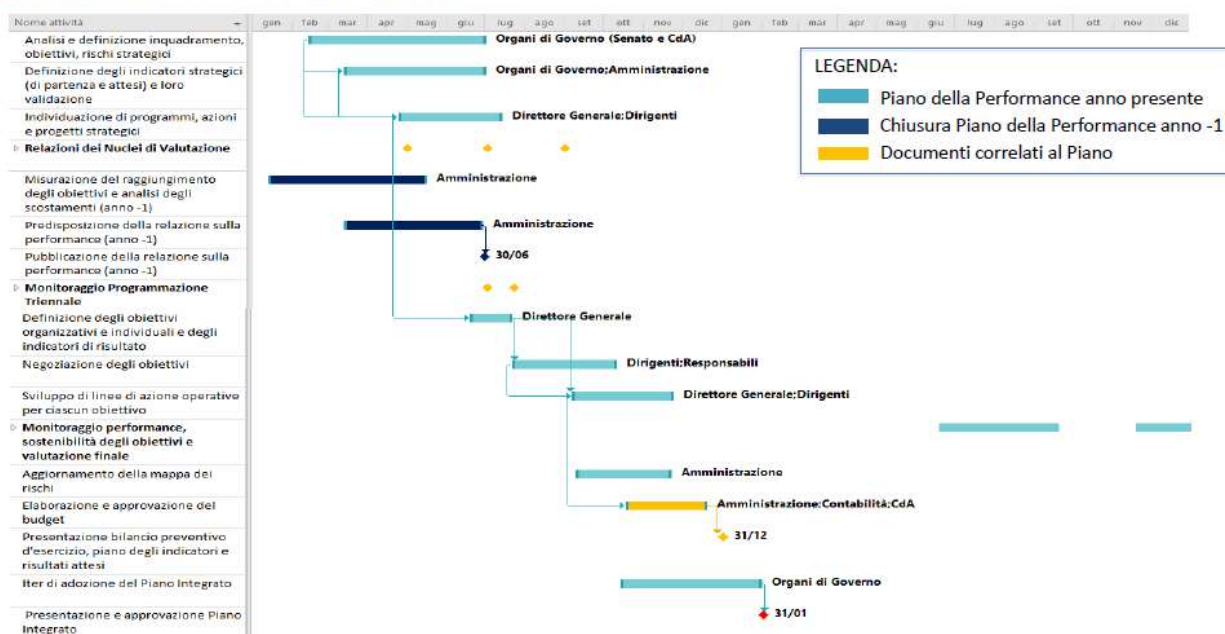 Nome attività
gen feb mar apr mag giu lug ago set ott nov dic gen feb mar apr mag giu lug ago set ott nov dic
Analisi e definizione inquadramento,
obiettivi, rischi strategici
Organi di Governo (Senato e CdA)
Definizione degli indicatori strategici
(di partenza e attesi) e loro
validazione
Organi di Governo;Amministrazione
Individuazione di programmi, azioni
e progetti strategici
Direttore Generale;Dirigenti
Relazioni dei Nuclei di Valutazione
Misurazione del raggiungimento
degli obiettivi e analisi degli
scostamenti (anno -1)
Amministrazione
Predisposizione della relazione sulla
performance (anno -1)
Amministrazione
Pubblicazione della relazione sulla
performance (anno -1)
30/06
Monitoraggio Programmazione
Triennale
Definizione degli obiettivi
organizzativi e individuali e degli
indicatori di risultato
Direttore Generale
Negoziazione degli obiettivi
Dirigenti;Responsabili
Sviluppo di linee di azione operative
per ciascun obiettivo
Direttore Generale;Dirigenti
Monitoraggio performance,
sostenibilità degli obiettivi e
valutazione finale
Aggiornamento della mappa dei
rischi
Amministrazione
Elaborazione e approvazione del
budget
Amministrazione;Contabilità;CdA
Presentazione bilancio preventivo
d'esercizio, piano degli indicatori e
risultati attesi
31/12
Iter di adozione del Piano Integrato
Organi di Governo
Presentazione e approvazione Piano
Integrato
31/01
LEGENDA:
Piano della Performance anno presente
Chiusura Piano della Performance anno -1
Documenti correlati al Piano